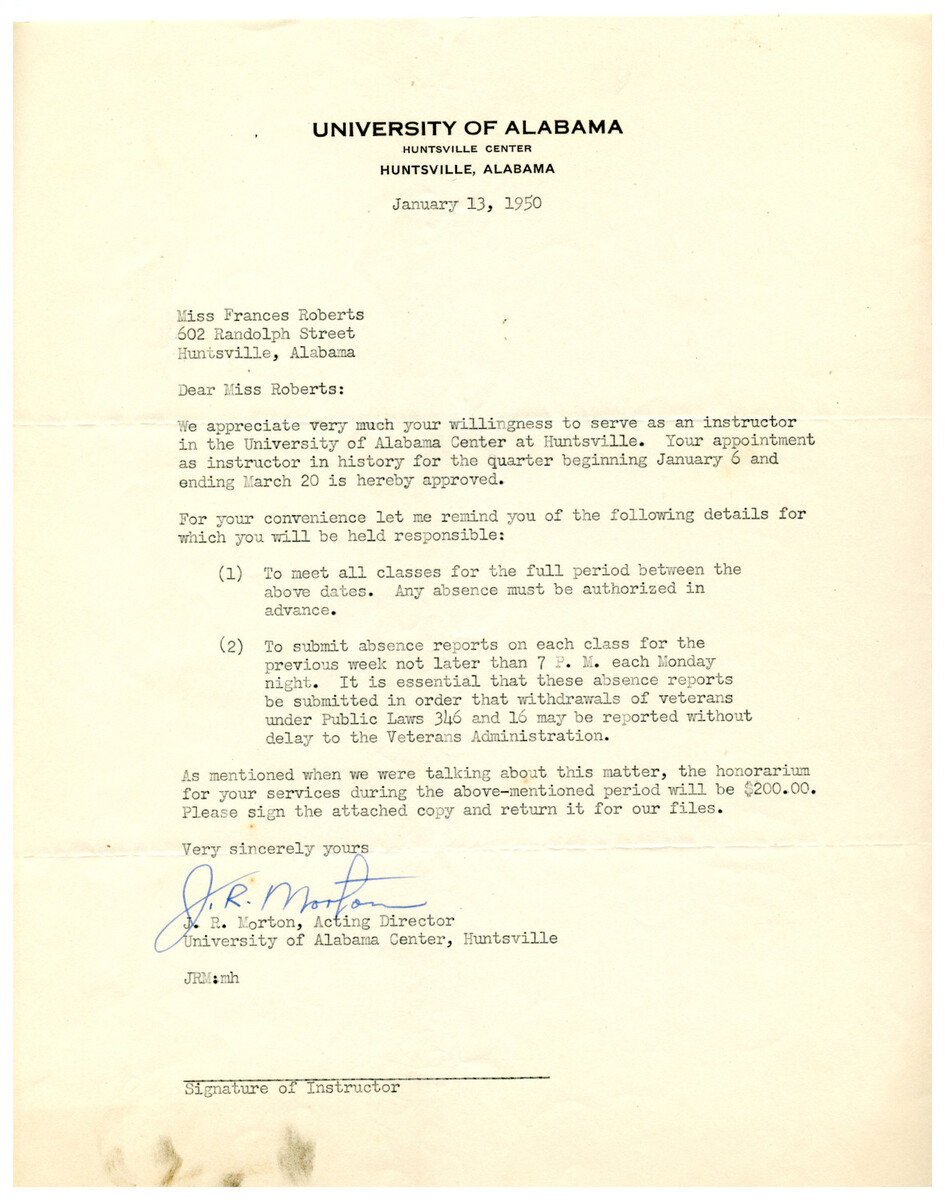 UNIVERSITY OF ALABAMA
HUNTSVILLE CENTER
HUNTSVILLE, ALABAMA
January 13, 1950
Miss Frances Roberts
602 Randolph Street
Huntsville, Alabama
Dear Miss Roberts:
We appreciate very much your willingness to serve as an instructor
in the University of Alabama Center at Huntsville. Your appointment
as instructor in history for the quarter beginning January 6 and
ending March 20 is hereby approved.
For your convenience let me remind you of the following details for
which you will be held responsible:
(1) To meet all classes for the full period between the
above dates. Any absence must be authorized in
advance.
(2) To submit absence reports on each class for the
previous week not later than 7 P. M. each Monday
night. It is essential that these absence reports
be submitted in order that withdrawals of veterans
under Public Laws 346 and 16 may be reported without
delay to the Veterans Administration.
As mentioned when we were talking about this matter, the honorarium
for your services during the above-mentioned period will be $200.00.
Please sign the attached copy and return it for our files.
Very sincerely yours
J. R. Morton
J. R. Morton, Acting Director
University of Alabama Center, Huntsville
JRM:mh
Signature of Instructor